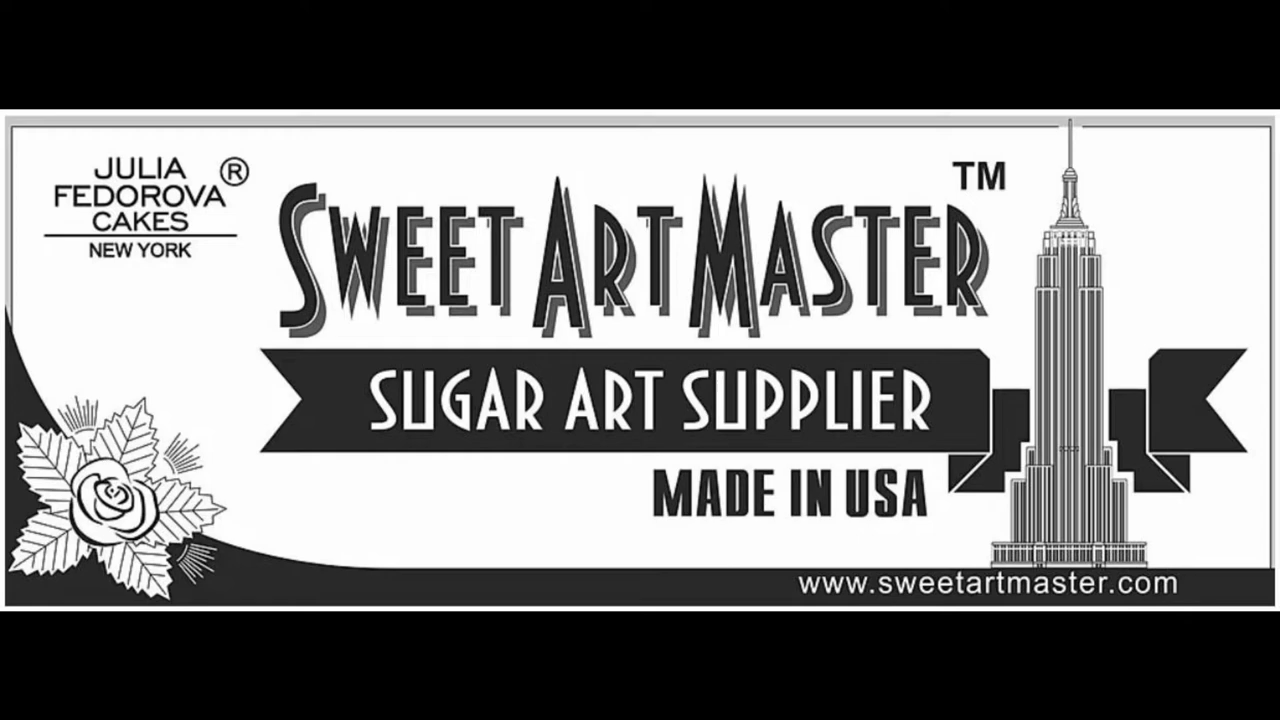 JULIA
FEDOROVA ®
CAKES
NEW YORK
SWEET ART MASTER ™
SUGAR ART SUPPLIER
MADE IN USA
www.sweetartmaster.com